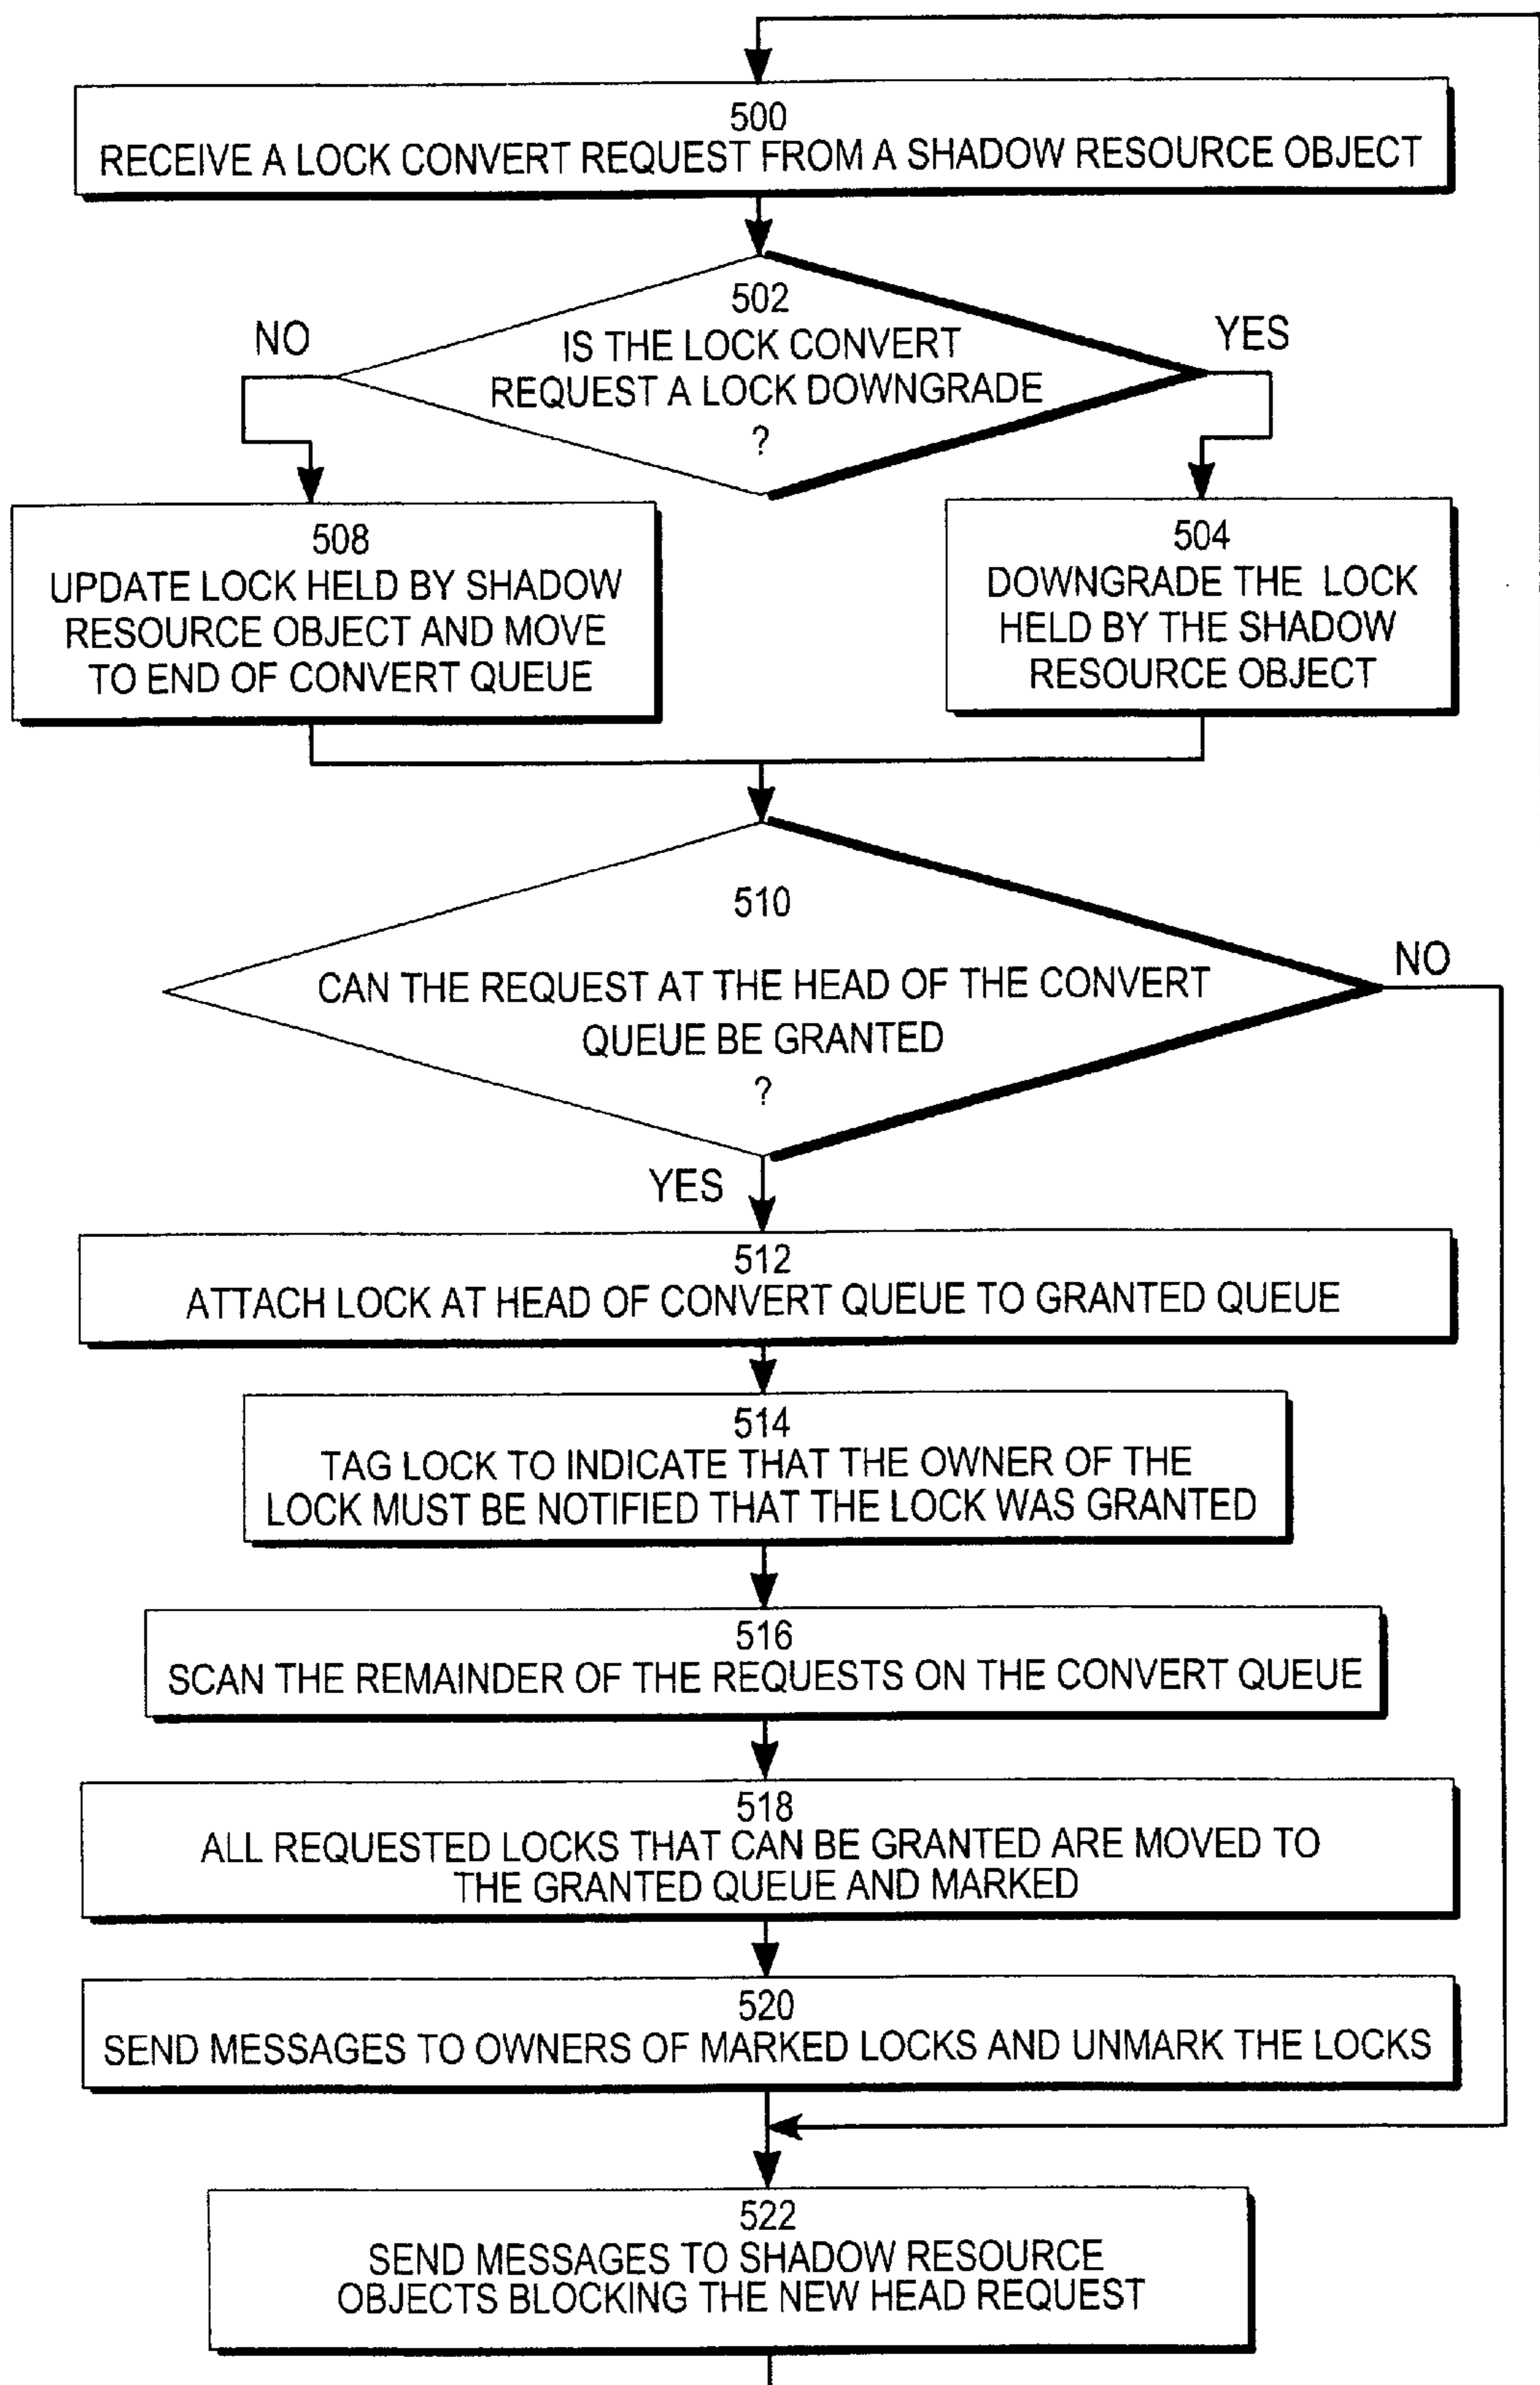 500
RECEIVE A LOCK CONVERT REQUEST FROM A SHADOW RESOURCE OBJECT
502
IS THE LOCK CONVERT
REQUEST A LOCK DOWNGRADE
?
NO
YES
508
UPDATE LOCK HELD BY SHADOW
RESOURCE OBJECT AND MOVE
TO END OF CONVERT QUEUE
504
DOWNGRADE THE LOCK
HELD BY THE SHADOW
RESOURCE OBJECT
510
CAN THE REQUEST AT THE HEAD OF THE CONVERT
QUEUE BE GRANTED
?
NO
YES
512
ATTACH LOCK AT HEAD OF CONVERT QUEUE TO GRANTED QUEUE
514
TAG LOCK TO INDICATE THAT THE OWNER OF THE
LOCK MUST BE NOTIFIED THAT THE LOCK WAS GRANTED
516
SCAN THE REMAINDER OF THE REQUESTS ON THE CONVERT QUEUE
518
ALL REQUESTED LOCKS THAT CAN BE GRANTED ARE MOVED TO
THE GRANTED QUEUE AND MARKED
520
SEND MESSAGES TO OWNERS OF MARKED LOCKS AND UNMARK THE LOCKS
522
SEND MESSAGES TO SHADOW RESOURCE
OBJECTS BLOCKING THE NEW HEAD REQUEST